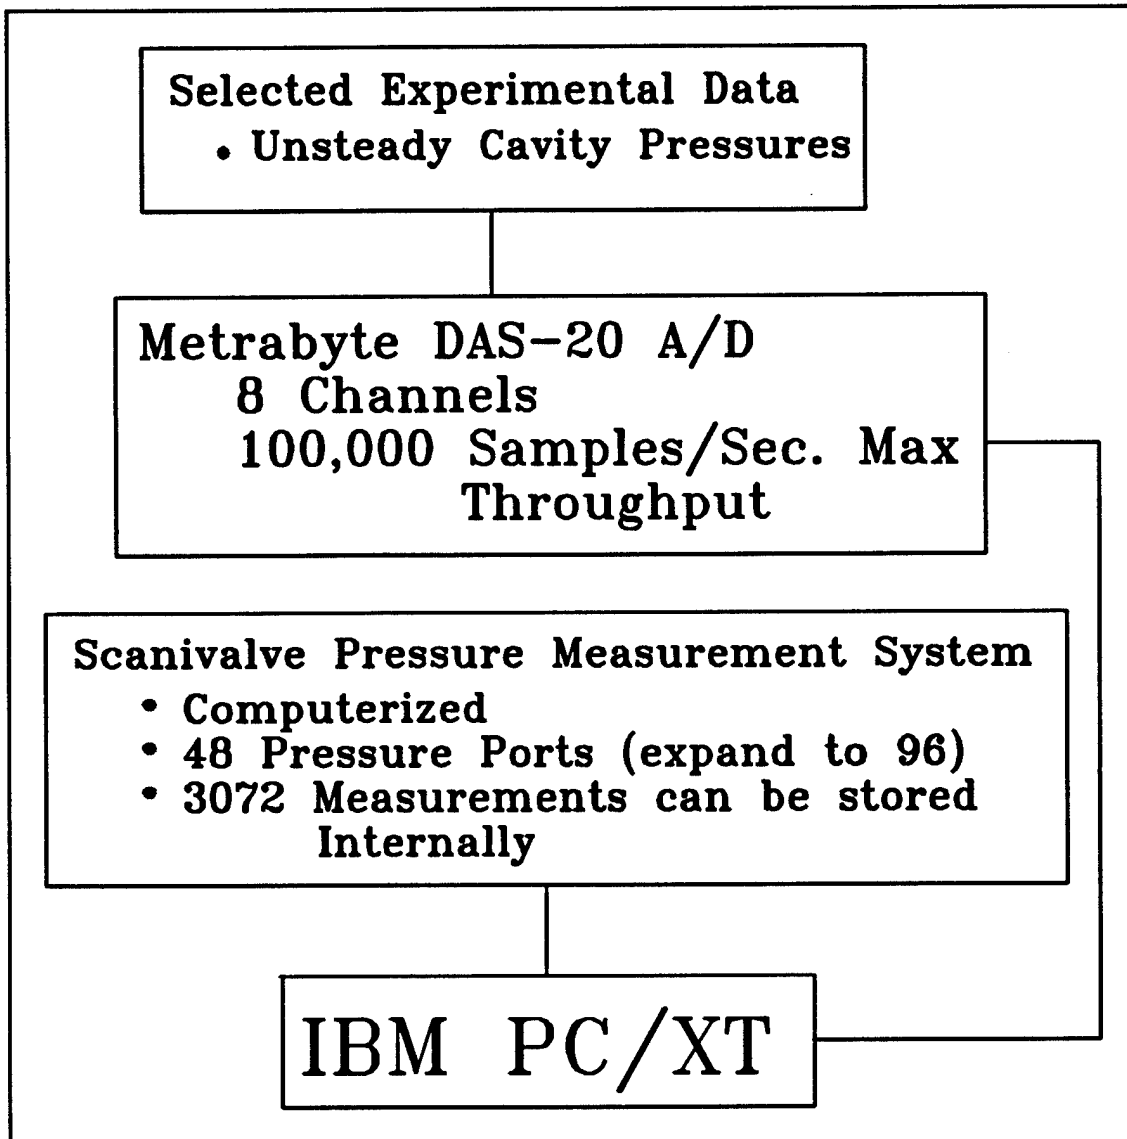 Selected Experimental Data
• Unsteady Cavity Pressures
Metrabyte DAS-20 A/D
8 Channels
100,000 Samples/Sec. Max
Throughput
Scanivalve Pressure Measurement System
• Computerized
• 48 Pressure Ports (expand to 96)
• 3072 Measurements can be stored
Internally
IBM PC/XT